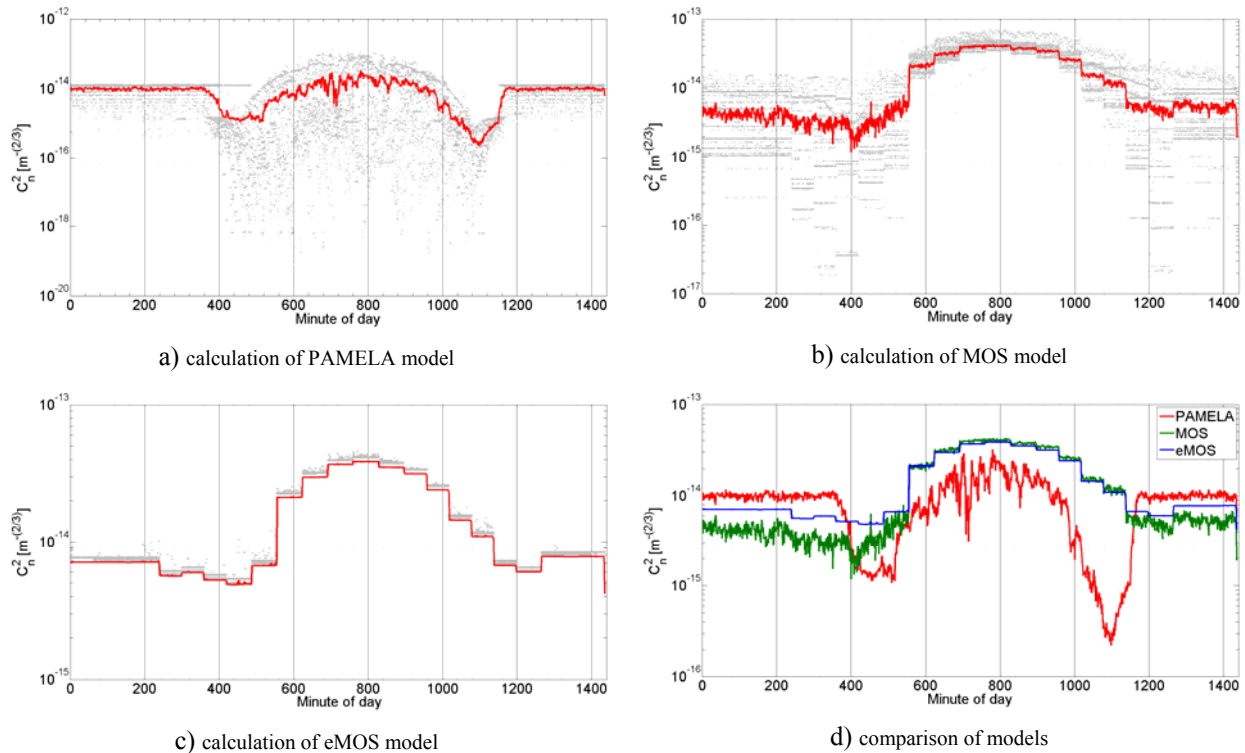 10^-12
10^-14
10^-16
10^-18
10^-20
C_n^2 [m^-(2/3)]
0 200 400 600 800 1000 1200 1400
Minute of day
a) calculation of PAMELA model
10^-13
10^-14
10^-15
10^-16
10^-17
C_n^2 [m^-(2/3)]
0 200 400 600 800 1000 1200 1400
Minute of day
b) calculation of MOS model
10^-13
10^-14
10^-15
C_n^2 [m^-(2/3)]
0 200 400 600 800 1000 1200 1400
Minute of day
c) calculation of eMOS model
10^-13
10^-14
10^-15
10^-16
C_n^2 [m^-(2/3)]
PAMELA
MOS
eMOS
0 200 400 600 800 1000 1200 1400
Minute of day
d) comparison of models